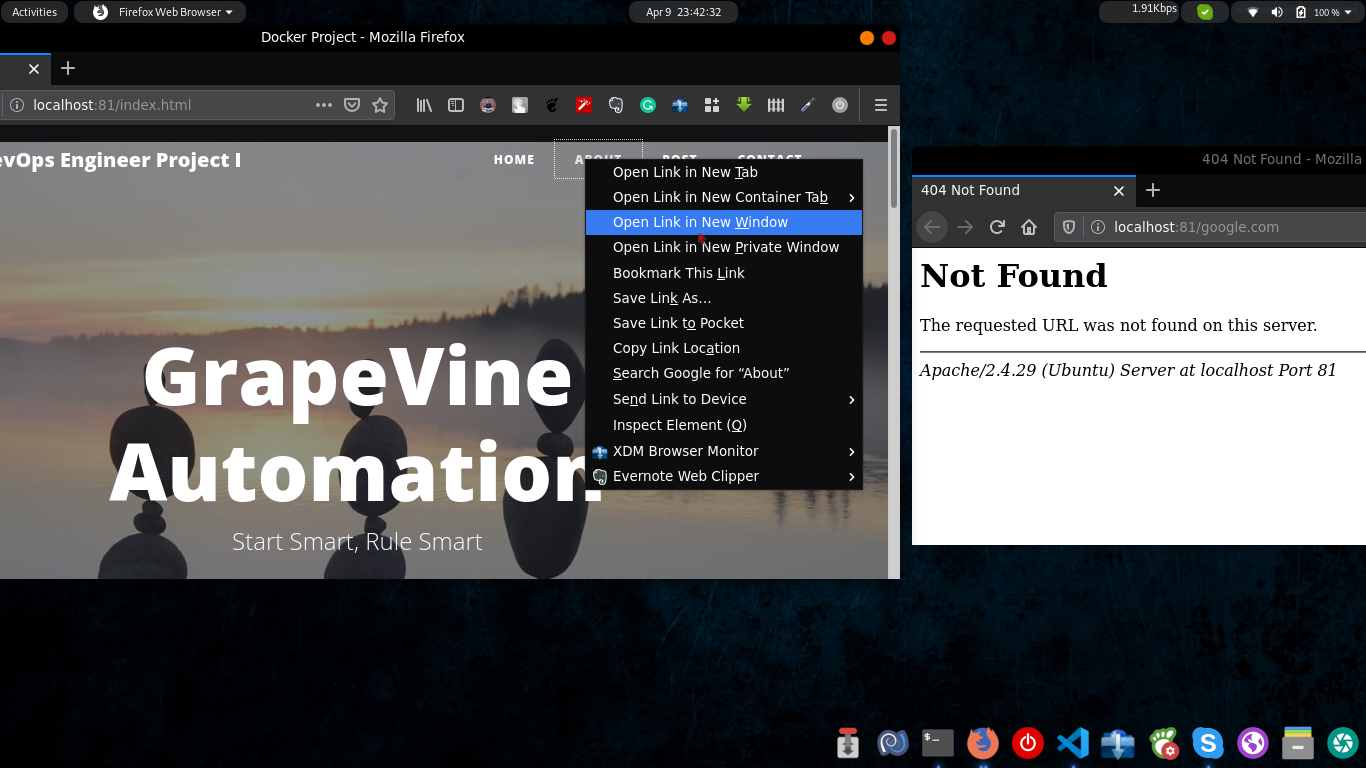 Activities
Firefox Web Browser
Apr 9 23:42:32
1.91Kbps
100 %
Docker Project - Mozilla Firefox
localhost:81/index.html
evOps Engineer Project I
HOME
ABOUT
POST
CONTACT
GrapeVine
Automation
Start Smart, Rule Smart
Open Link in New Tab
Open Link in New Container Tab
Open Link in New Window
Open Link in New Private Window
Bookmark This Link
Save Link As...
Save Link to Pocket
Copy Link Location
Search Google for “About”
Send Link to Device
Inspect Element (Q)
XDM Browser Monitor
Evernote Web Clipper
404 Not Found - Mozilla
404 Not Found
localhost:81/google.com
Not Found
The requested URL was not found on this server.
Apache/2.4.29 (Ubuntu) Server at localhost Port 81
$_